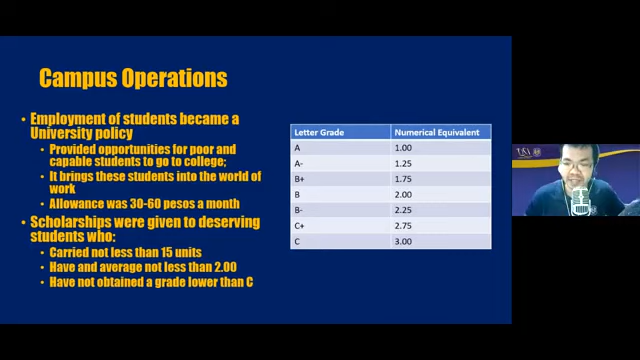 Campus Operations
• Employment of students became a
University policy
• Provided opportunities for poor and
capable students to go to college;
• It brings these students into the world of
work
• Allowance was 30-60 pesos a month
• Scholarships were given to deserving
students who:
• Carried not less than 15 units
• Have and average not less than 2.00
• Have not obtained a grade lower than C
Letter Grade Numerical Equivalent
A 1.00
A- 1.25
B+ 1.75
B 2.00
B- 2.25
C+ 2.75
C 3.00
USA